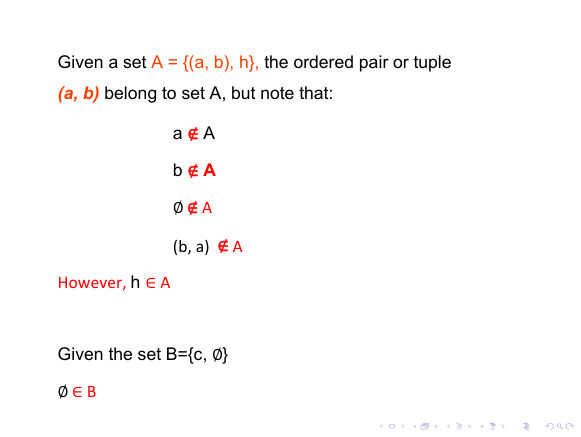 Given a set A = {(a, b), h}, the ordered pair or tuple
(a, b) belong to set A, but note that:
a ∉ A
b ∉ A
∅ ∉ A
(b, a) ∉ A
However, h ∈ A
Given the set B={c, ∅}
∅ ∈ B